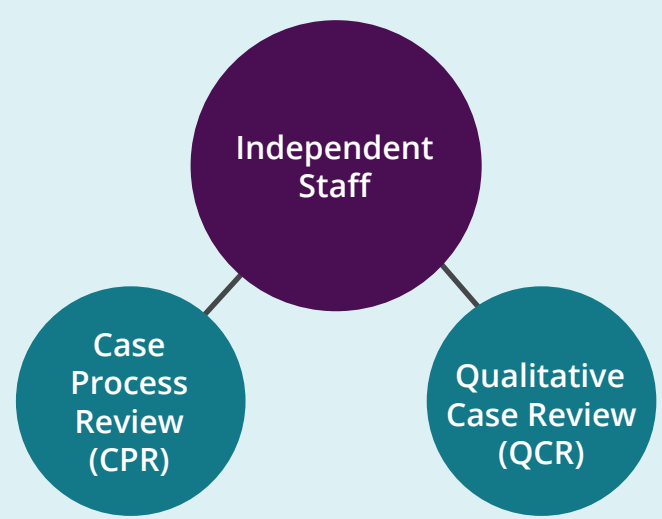 Independent
Staff
Case
Process
Review
(CPR)
Qualitative
Case Review
(QCR)